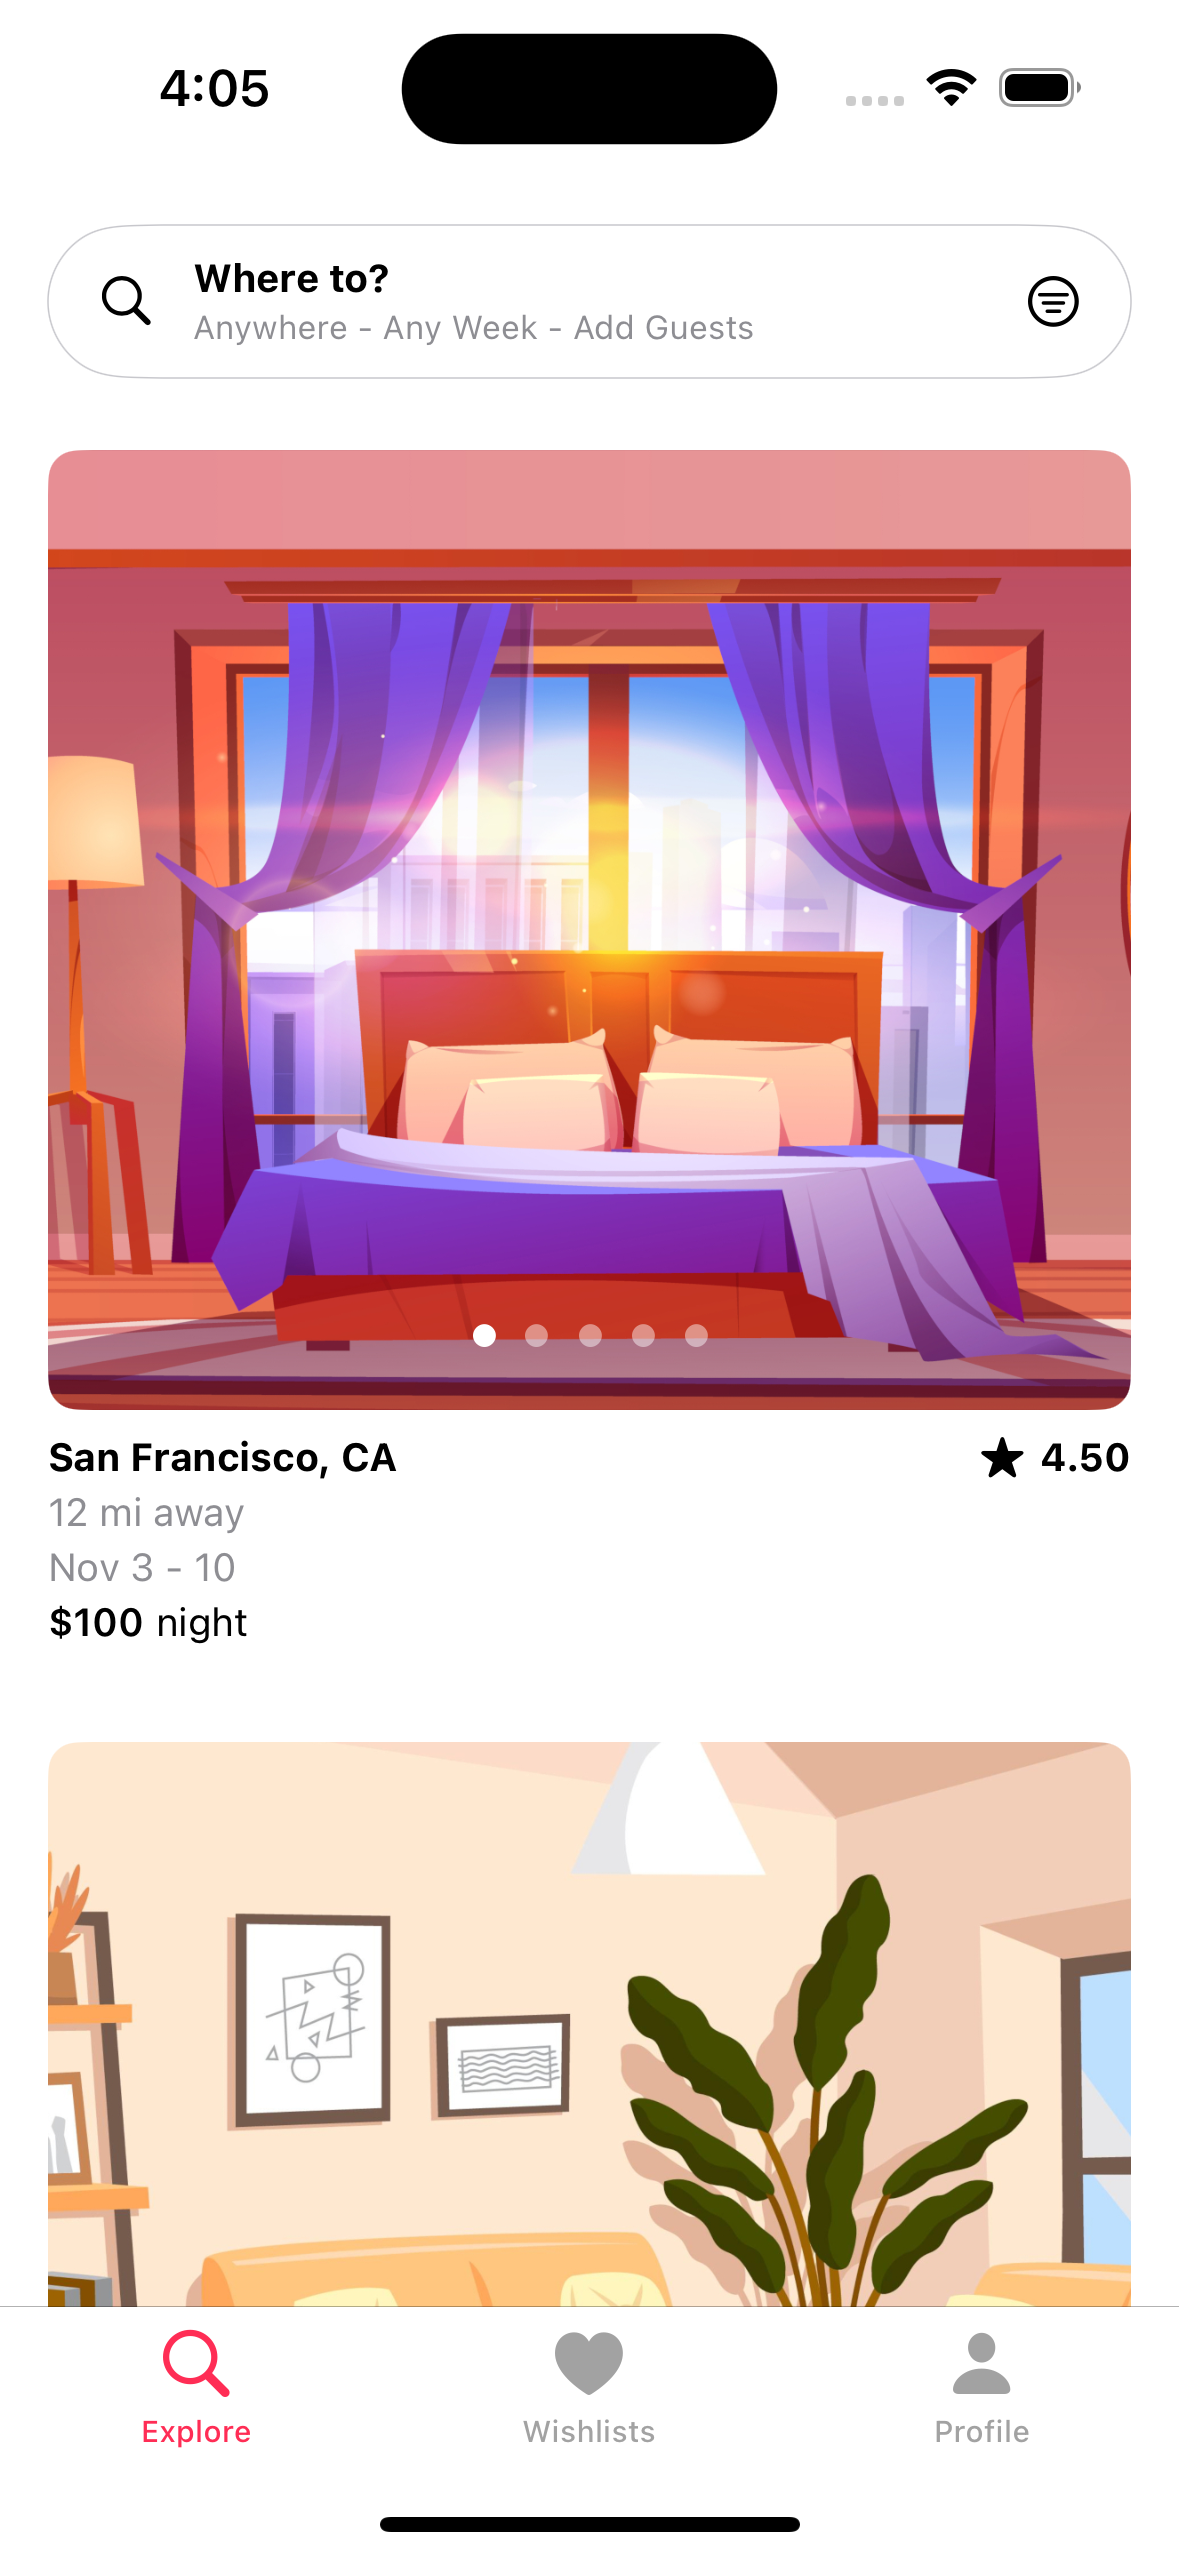 4:05
Where to?
Anywhere - Any Week - Add Guests
San Francisco, CA
4.50
12 mi away
Nov 3 - 10
$100 night
Explore
Wishlists
Profile